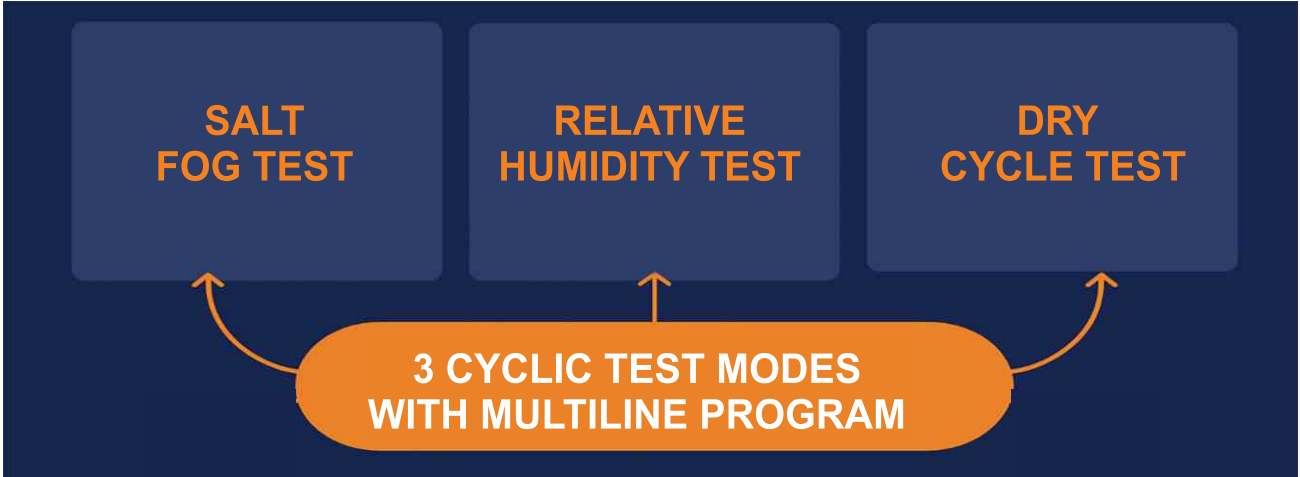 SALT
FOG TEST
RELATIVE
HUMIDITY TEST
DRY
CYCLE TEST
3 CYCLIC TEST MODES
WITH MULTILINE PROGRAM